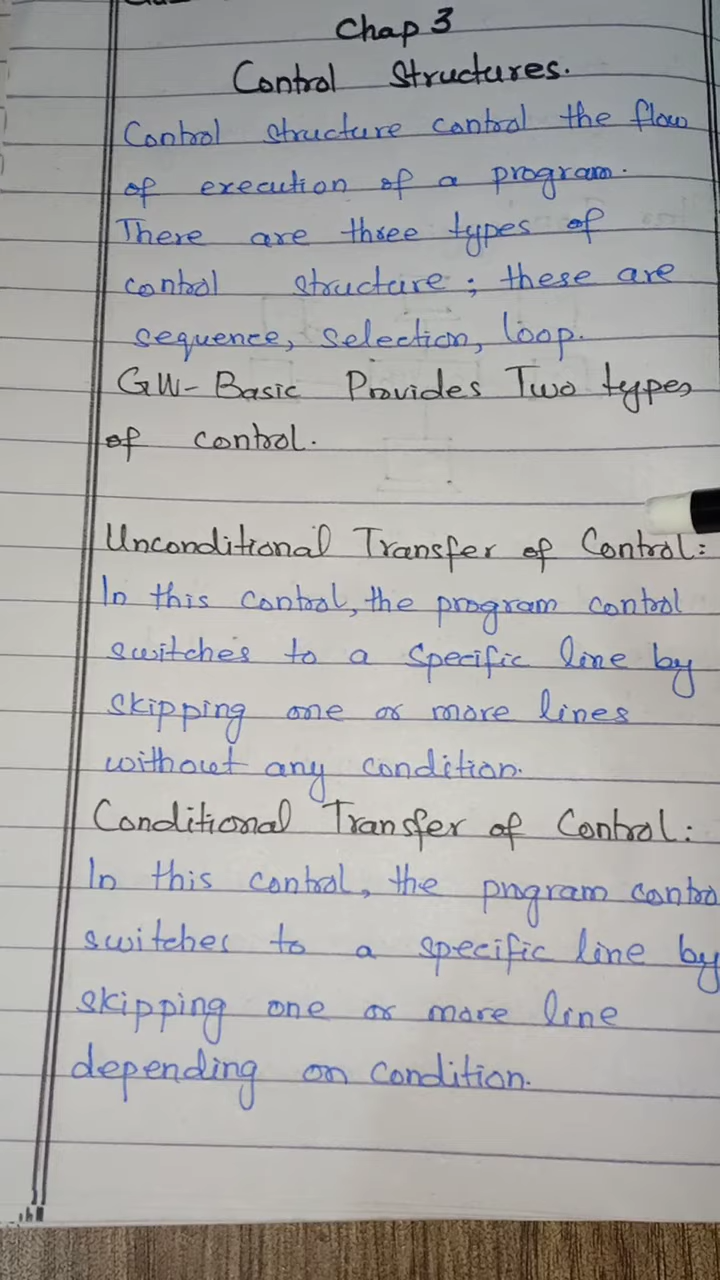 Chap 3
Control Structures.
Control structure control the flow
of execution of a program.
There are three types of
control structure; these are
sequence, selection, loop.
GW-Basic Provides Two types
of control.
Unconditional Transfer of Control:
In this control, the program control
switches to a specific line by
skipping one or more lines
without any condition.
Conditional Transfer of Control:
In this control, the program contro
switches to a specific line by
skipping one or more line
depending on condition.